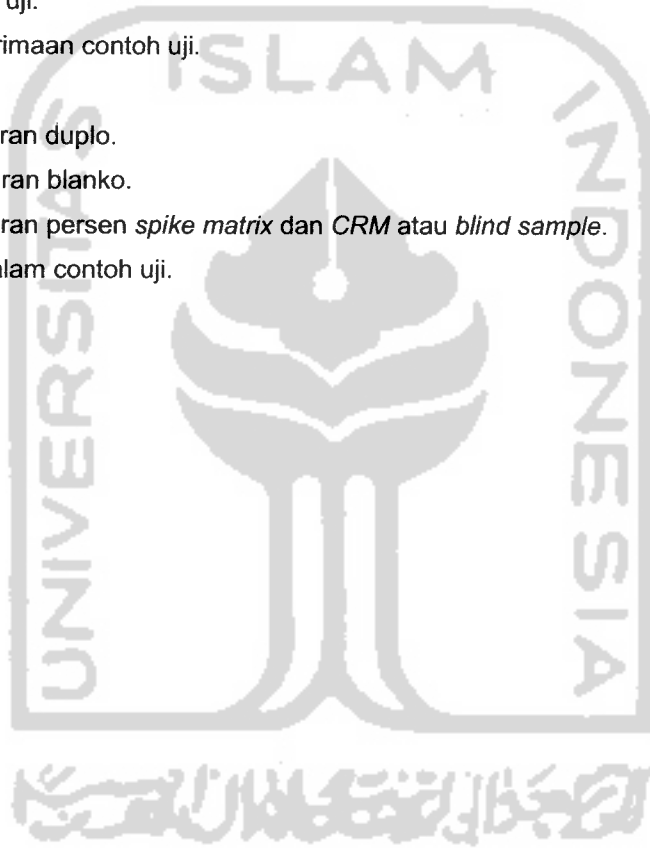 uji.
rimaan contoh uji.
ISLAM
ran duplo.
ran blanko.
ran persen spike matrix dan CRM atau blind sample.
alam contoh uji.
UNIVERSITAS
INDONESIA